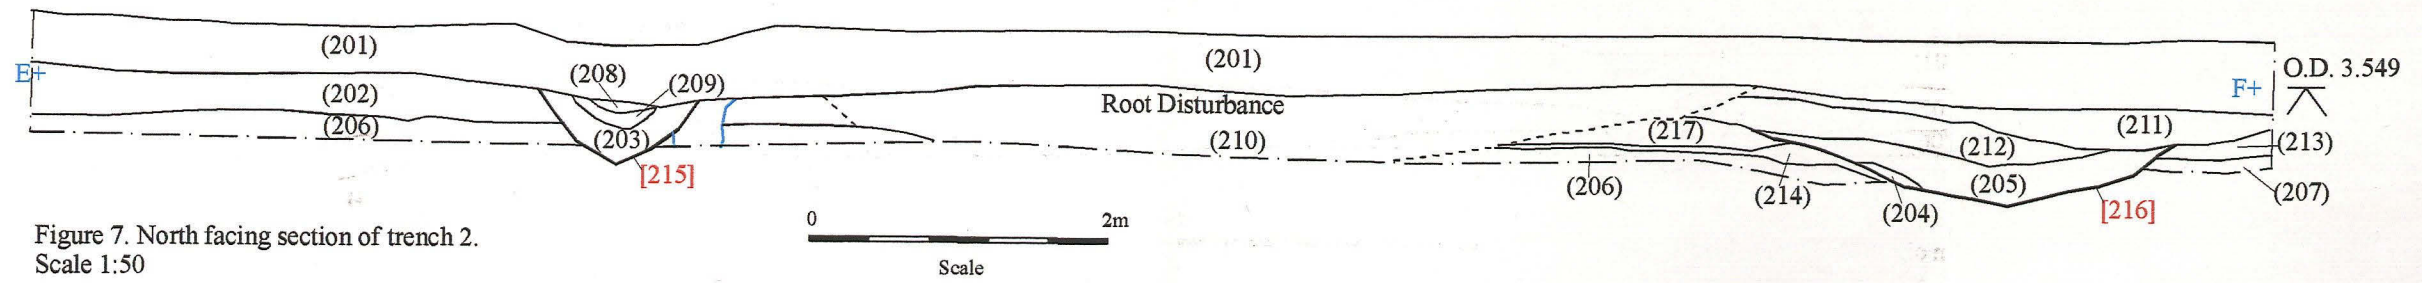 (201)
(201)
(208)
(209)
E+
O.D. 3.549
F+
(202)
Root Disturbance
(206)
(203)
(210)
(217)
(211)
(212)
(213)
[215]
(206)
(214)
(204)
(205)
[216]
(207)
0 2m
Scale
Figure 7. North facing section of trench 2.
Scale 1:50